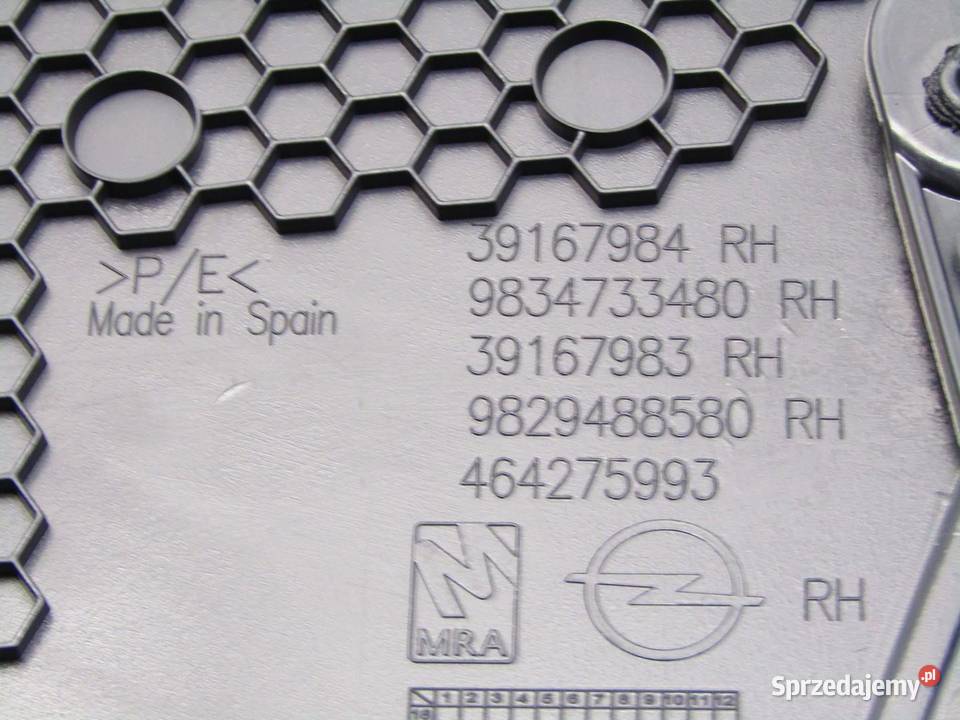 39167984 RH
>P/E<
9834733480 RH
Made in Spain
39167983 RH
9829488580 RH
464275993
MRA
RH
1 2 3 4 5 6 7 8 9 10 11 12
18
Sprzedajemy.pl